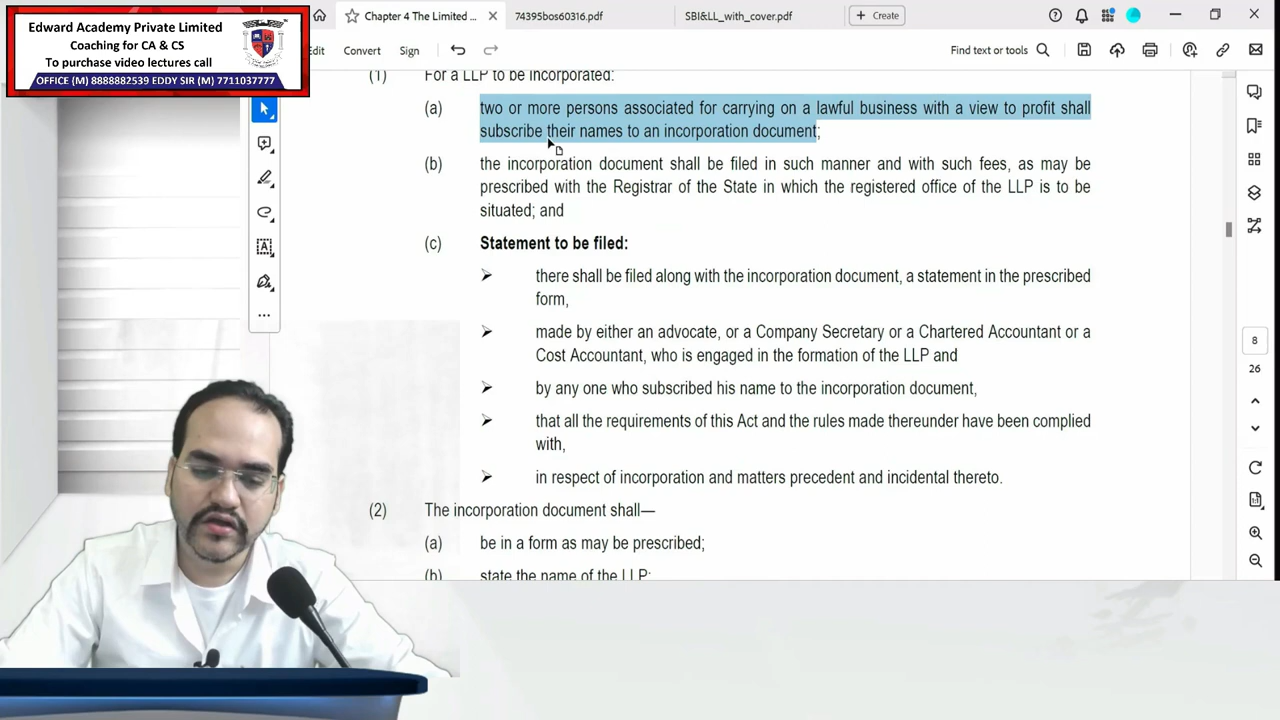 Edward Academy Private Limited
Coaching for CA & CS
To purchase video lectures call
OFFICE (M) 8888882539 EDDY SIR (M) 7711037777
Chapter 4 The Limited ...
74395bos60316.pdf
SBI&LL_with_cover.pdf
Create
Edit
Convert
Sign
Find text or tools
(1) For a LLP to be incorporated:
(a) two or more persons associated for carrying on a lawful business with a view to profit shall
subscribe their names to an incorporation document;
(b) the incorporation document shall be filed in such manner and with such fees, as may be
prescribed with the Registrar of the State in which the registered office of the LLP is to be
situated; and
(c) Statement to be filed:
➢ there shall be filed along with the incorporation document, a statement in the prescribed
form,
➢ made by either an advocate, or a Company Secretary or a Chartered Accountant or a
Cost Accountant, who is engaged in the formation of the LLP and
➢ by any one who subscribed his name to the incorporation document,
➢ that all the requirements of this Act and the rules made thereunder have been complied
with,
➢ in respect of incorporation and matters precedent and incidental thereto.
(2) The incorporation document shall—
(a) be in a form as may be prescribed;
(b) state the name of the LLP;
8
26